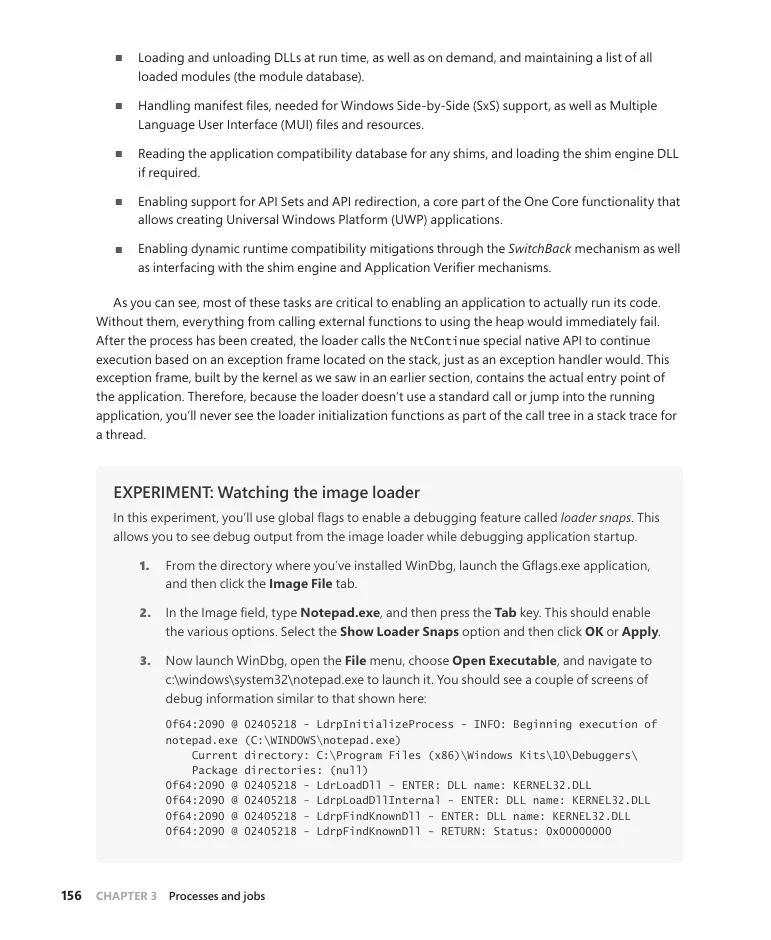 ■ Loading and unloading DLLs at run time, as well as on demand, and maintaining a list of all
loaded modules (the module database).
■ Handling manifest files, needed for Windows Side-by-Side (SxS) support, as well as Multiple
Language User Interface (MUI) files and resources.
■ Reading the application compatibility database for any shims, and loading the shim engine DLL
if required.
■ Enabling support for API Sets and API redirection, a core part of the One Core functionality that
allows creating Universal Windows Platform (UWP) applications.
■ Enabling dynamic runtime compatibility mitigations through the SwitchBack mechanism as well
as interfacing with the shim engine and Application Verifier mechanisms.
As you can see, most of these tasks are critical to enabling an application to actually run its code.
Without them, everything from calling external functions to using the heap would immediately fail.
After the process has been created, the loader calls the NtContinue special native API to continue
execution based on an exception frame located on the stack, just as an exception handler would. This
exception frame, built by the kernel as we saw in an earlier section, contains the actual entry point of
the application. Therefore, because the loader doesn't use a standard call or jump into the running
application, you'll never see the loader initialization functions as part of the call tree in a stack trace for
a thread.
EXPERIMENT: Watching the image loader
In this experiment, you'll use global flags to enable a debugging feature called loader snaps. This
allows you to see debug output from the image loader while debugging application startup.
1. From the directory where you've installed WinDbg, launch the Gflags.exe application,
and then click the Image File tab.
2. In the Image field, type Notepad.exe, and then press the Tab key. This should enable
the various options. Select the Show Loader Snaps option and then click OK or Apply.
3. Now launch WinDbg, open the File menu, choose Open Executable, and navigate to
c:\windows\system32\notepad.exe to launch it. You should see a couple of screens of
debug information similar to that shown here:
0f64:2090 @ 02405218 - LdrpInitializeProcess - INFO: Beginning execution of
notepad.exe (C:\WINDOWS\notepad.exe)
Current directory: C:\Program Files (x86)\Windows Kits\10\Debuggers\
Package directories: (null)
0f64:2090 @ 02405218 - LdrLoadDll - ENTER: DLL name: KERNEL32.DLL
0f64:2090 @ 02405218 - LdrpLoadDllInternal - ENTER: DLL name: KERNEL32.DLL
0f64:2090 @ 02405218 - LdrpFindKnownDll - ENTER: DLL name: KERNEL32.DLL
0f64:2090 @ 02405218 - LdrpFindKnownDll - RETURN: Status: 0x00000000
156 CHAPTER 3 Processes and jobs